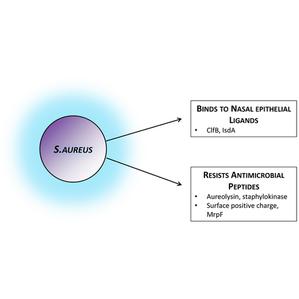 S.AUREUS
BINDS TO NASAL EPITHELIAL
LIGANDS
• ClfB, IsdA
RESISTS ANTIMICROBIAL
PEPTIDES
• Aureolysin, staphylokinase
• Surface positive charge,
MrpF